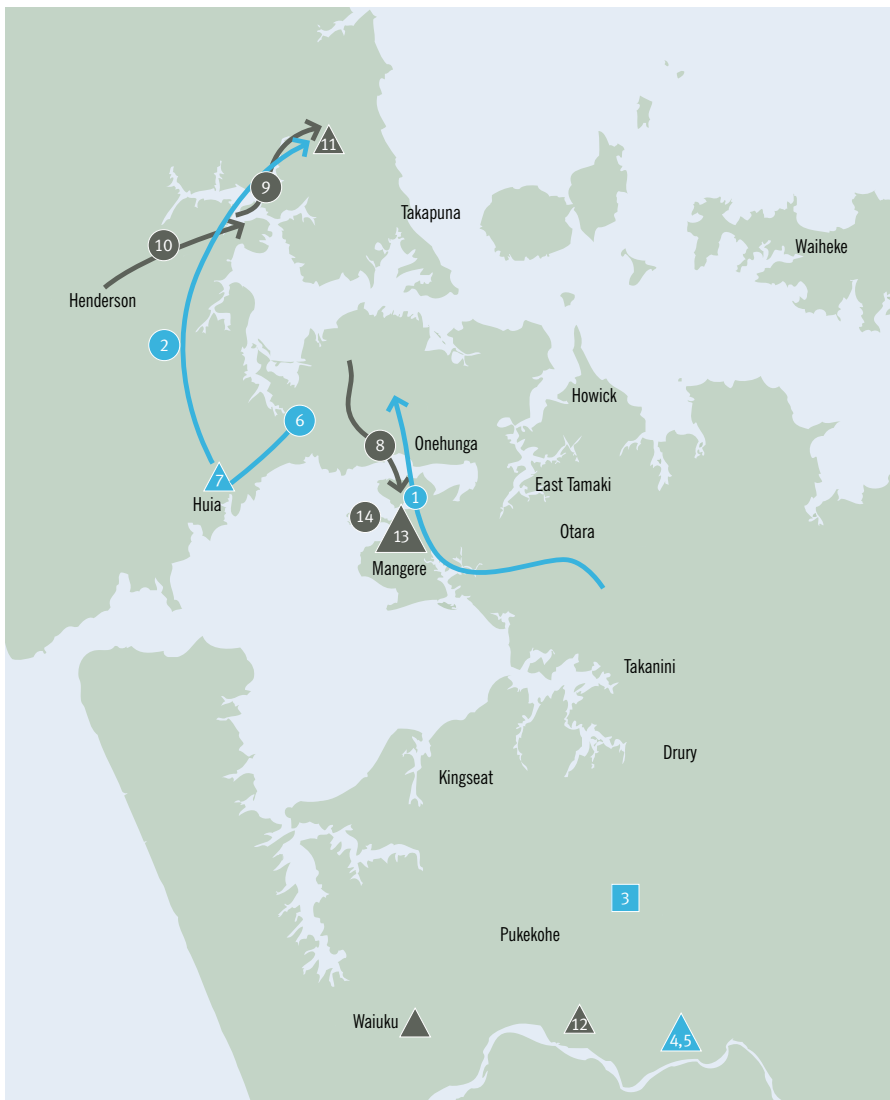 11
9
Takapuna
10
Waiheke
Henderson
2
Howick
6
8
Onehunga
7
East Tamaki
1
Huia
14
Otara
13
Mangere
Takanini
Drury
Kingseat
3
Pukekohe
Waiuku
12
4,5